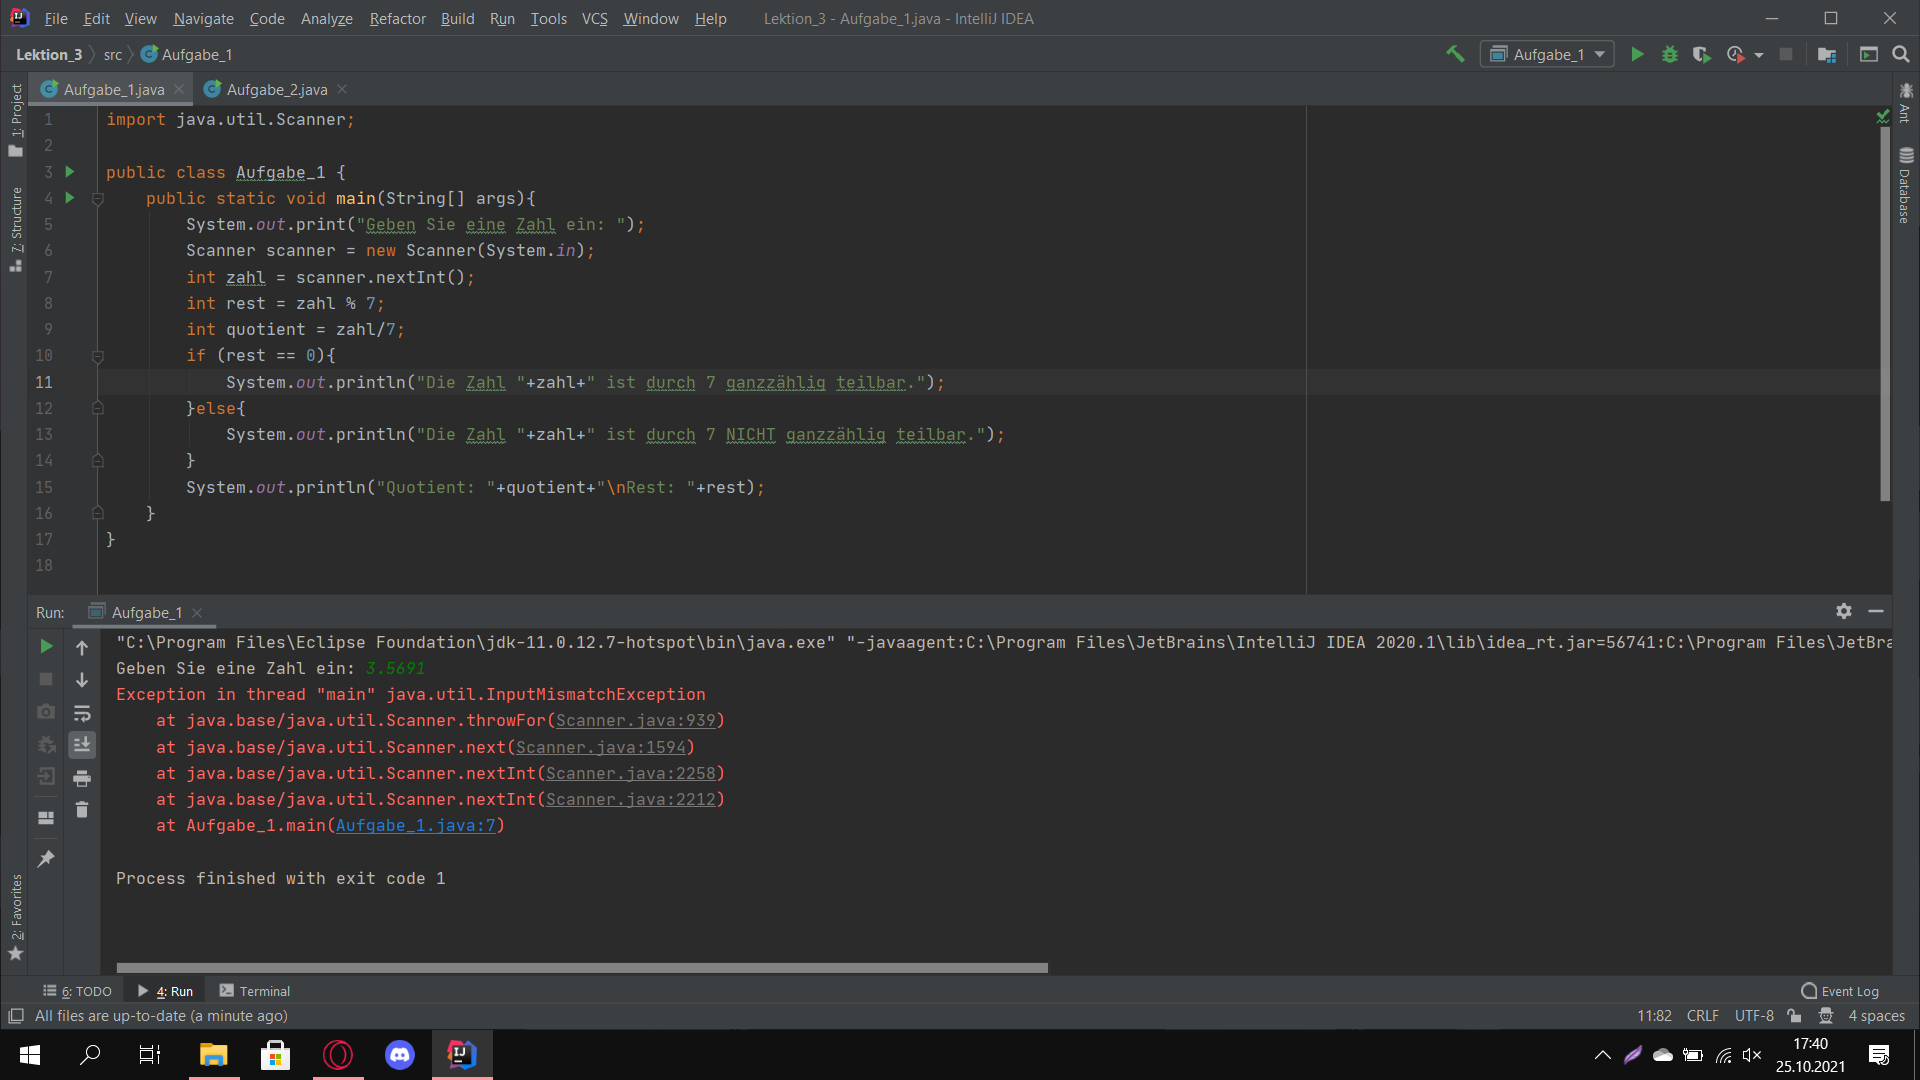 File Edit View Navigate Code Analyze Refactor Build Run Tools VCS Window Help Lektion_3 - Aufgabe_1.java - IntelliJ IDEA
Lektion_3 src Aufgabe_1 Aufgabe_1
Aufgabe_1.java Aufgabe_2.java
1: Project
7: Structure
2: Favorites
Ant
Database
1 import java.util.Scanner;
2
3 public class Aufgabe_1 {
4 public static void main(String[] args){
5 System.out.print("Geben Sie eine Zahl ein: ");
6 Scanner scanner = new Scanner(System.in);
7 int zahl = scanner.nextInt();
8 int rest = zahl % 7;
9 int quotient = zahl/7;
10 if (rest == 0){
11 System.out.println("Die Zahl "+zahl+" ist durch 7 ganzzählig teilbar.");
12 }else{
13 System.out.println("Die Zahl "+zahl+" ist durch 7 NICHT ganzzählig teilbar.");
14 }
15 System.out.println("Quotient: "+quotient+"\nRest: "+rest);
16 }
17 }
18
Run: Aufgabe_1
"C:\Program Files\Eclipse Foundation\jdk-11.0.12.7-hotspot\bin\java.exe" "-javaagent:C:\Program Files\JetBrains\IntelliJ IDEA 2020.1\lib\idea_rt.jar=56741:C:\Program Files\JetBra
Geben Sie eine Zahl ein: 3.5691
Exception in thread "main" java.util.InputMismatchException
at java.base/java.util.Scanner.throwFor(Scanner.java:939)
at java.base/java.util.Scanner.next(Scanner.java:1594)
at java.base/java.util.Scanner.nextInt(Scanner.java:2258)
at java.base/java.util.Scanner.nextInt(Scanner.java:2212)
at Aufgabe_1.main(Aufgabe_1.java:7)
Process finished with exit code 1
6: TODO 4: Run Terminal Event Log
All files are up-to-date (a minute ago) 11:82 CRLF UTF-8 4 spaces
17:40
25.10.2021